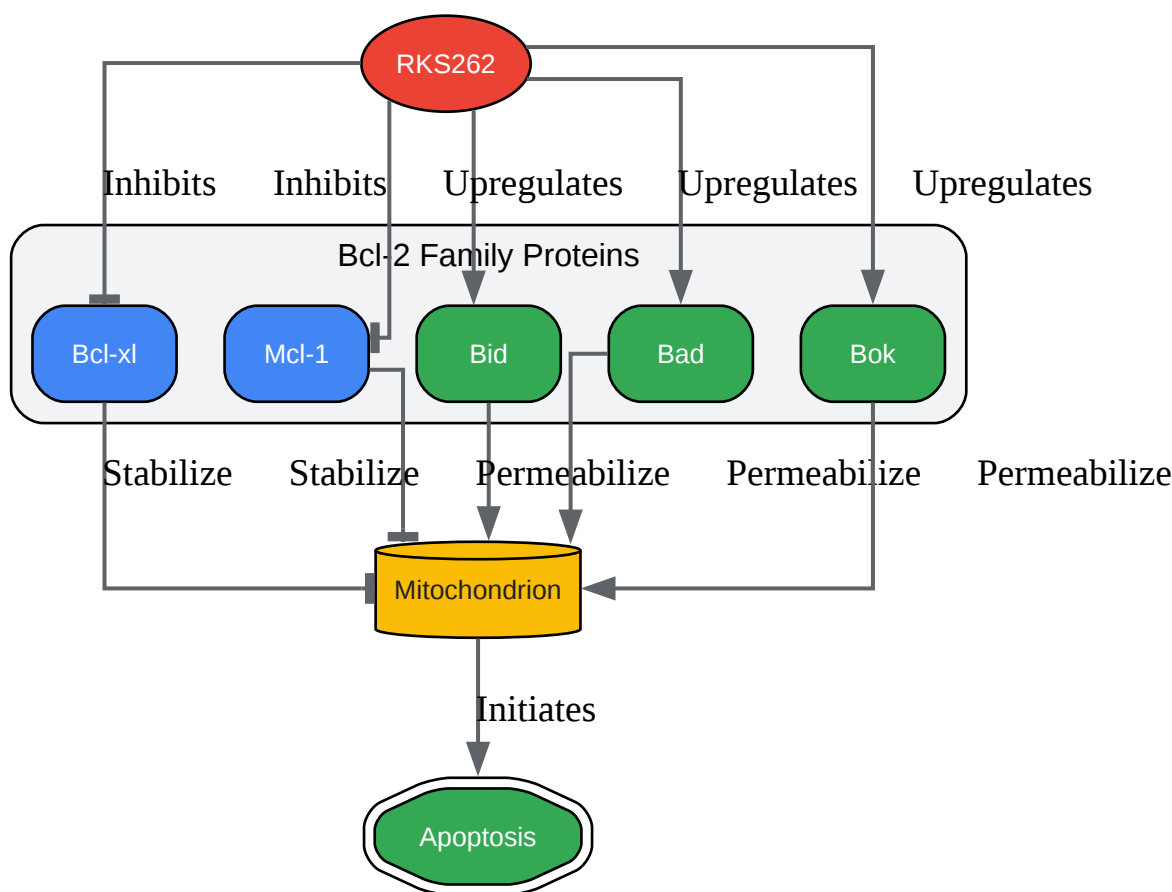 RKS262
Inhibits Inhibits Upregulates Upregulates Upregulates
Bcl-2 Family Proteins
Bcl-xl Mcl-1 Bid Bad Bok
Stabilize Stabilize Permeabilize Permeabilize Permeabilize
Mitochondrion
Initiates
Apoptosis